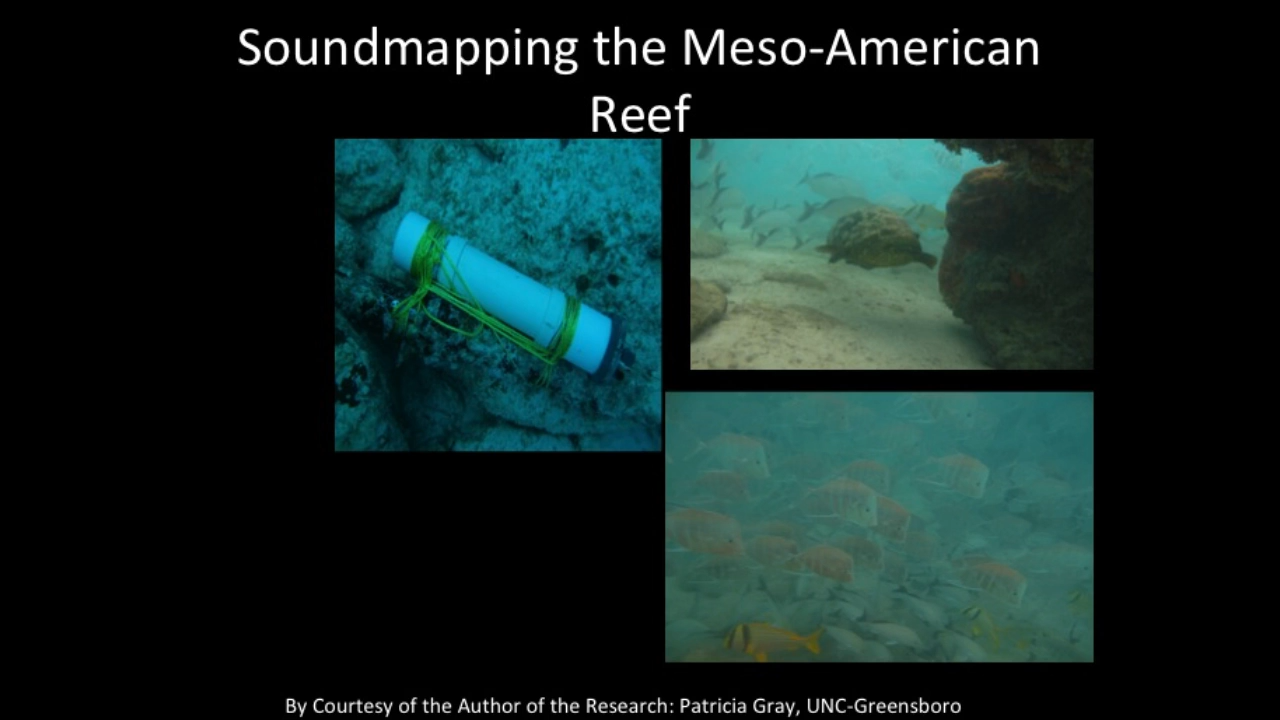 Soundmapping the Meso-American
Reef
By Courtesy of the Author of the Research: Patricia Gray, UNC-Greensboro